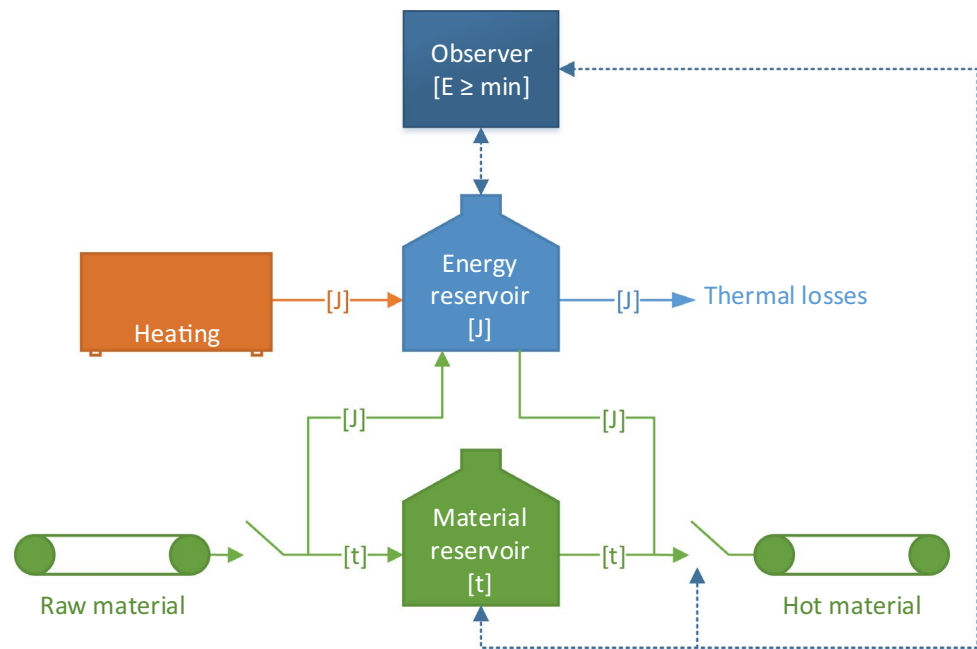 Observer
[E ≥ min]
Energy
reservoir
[J]
[J]
[J]
Thermal losses
Heating
[J]
[J]
Material
reservoir
[t]
[t]
[t]
Raw material
Hot material